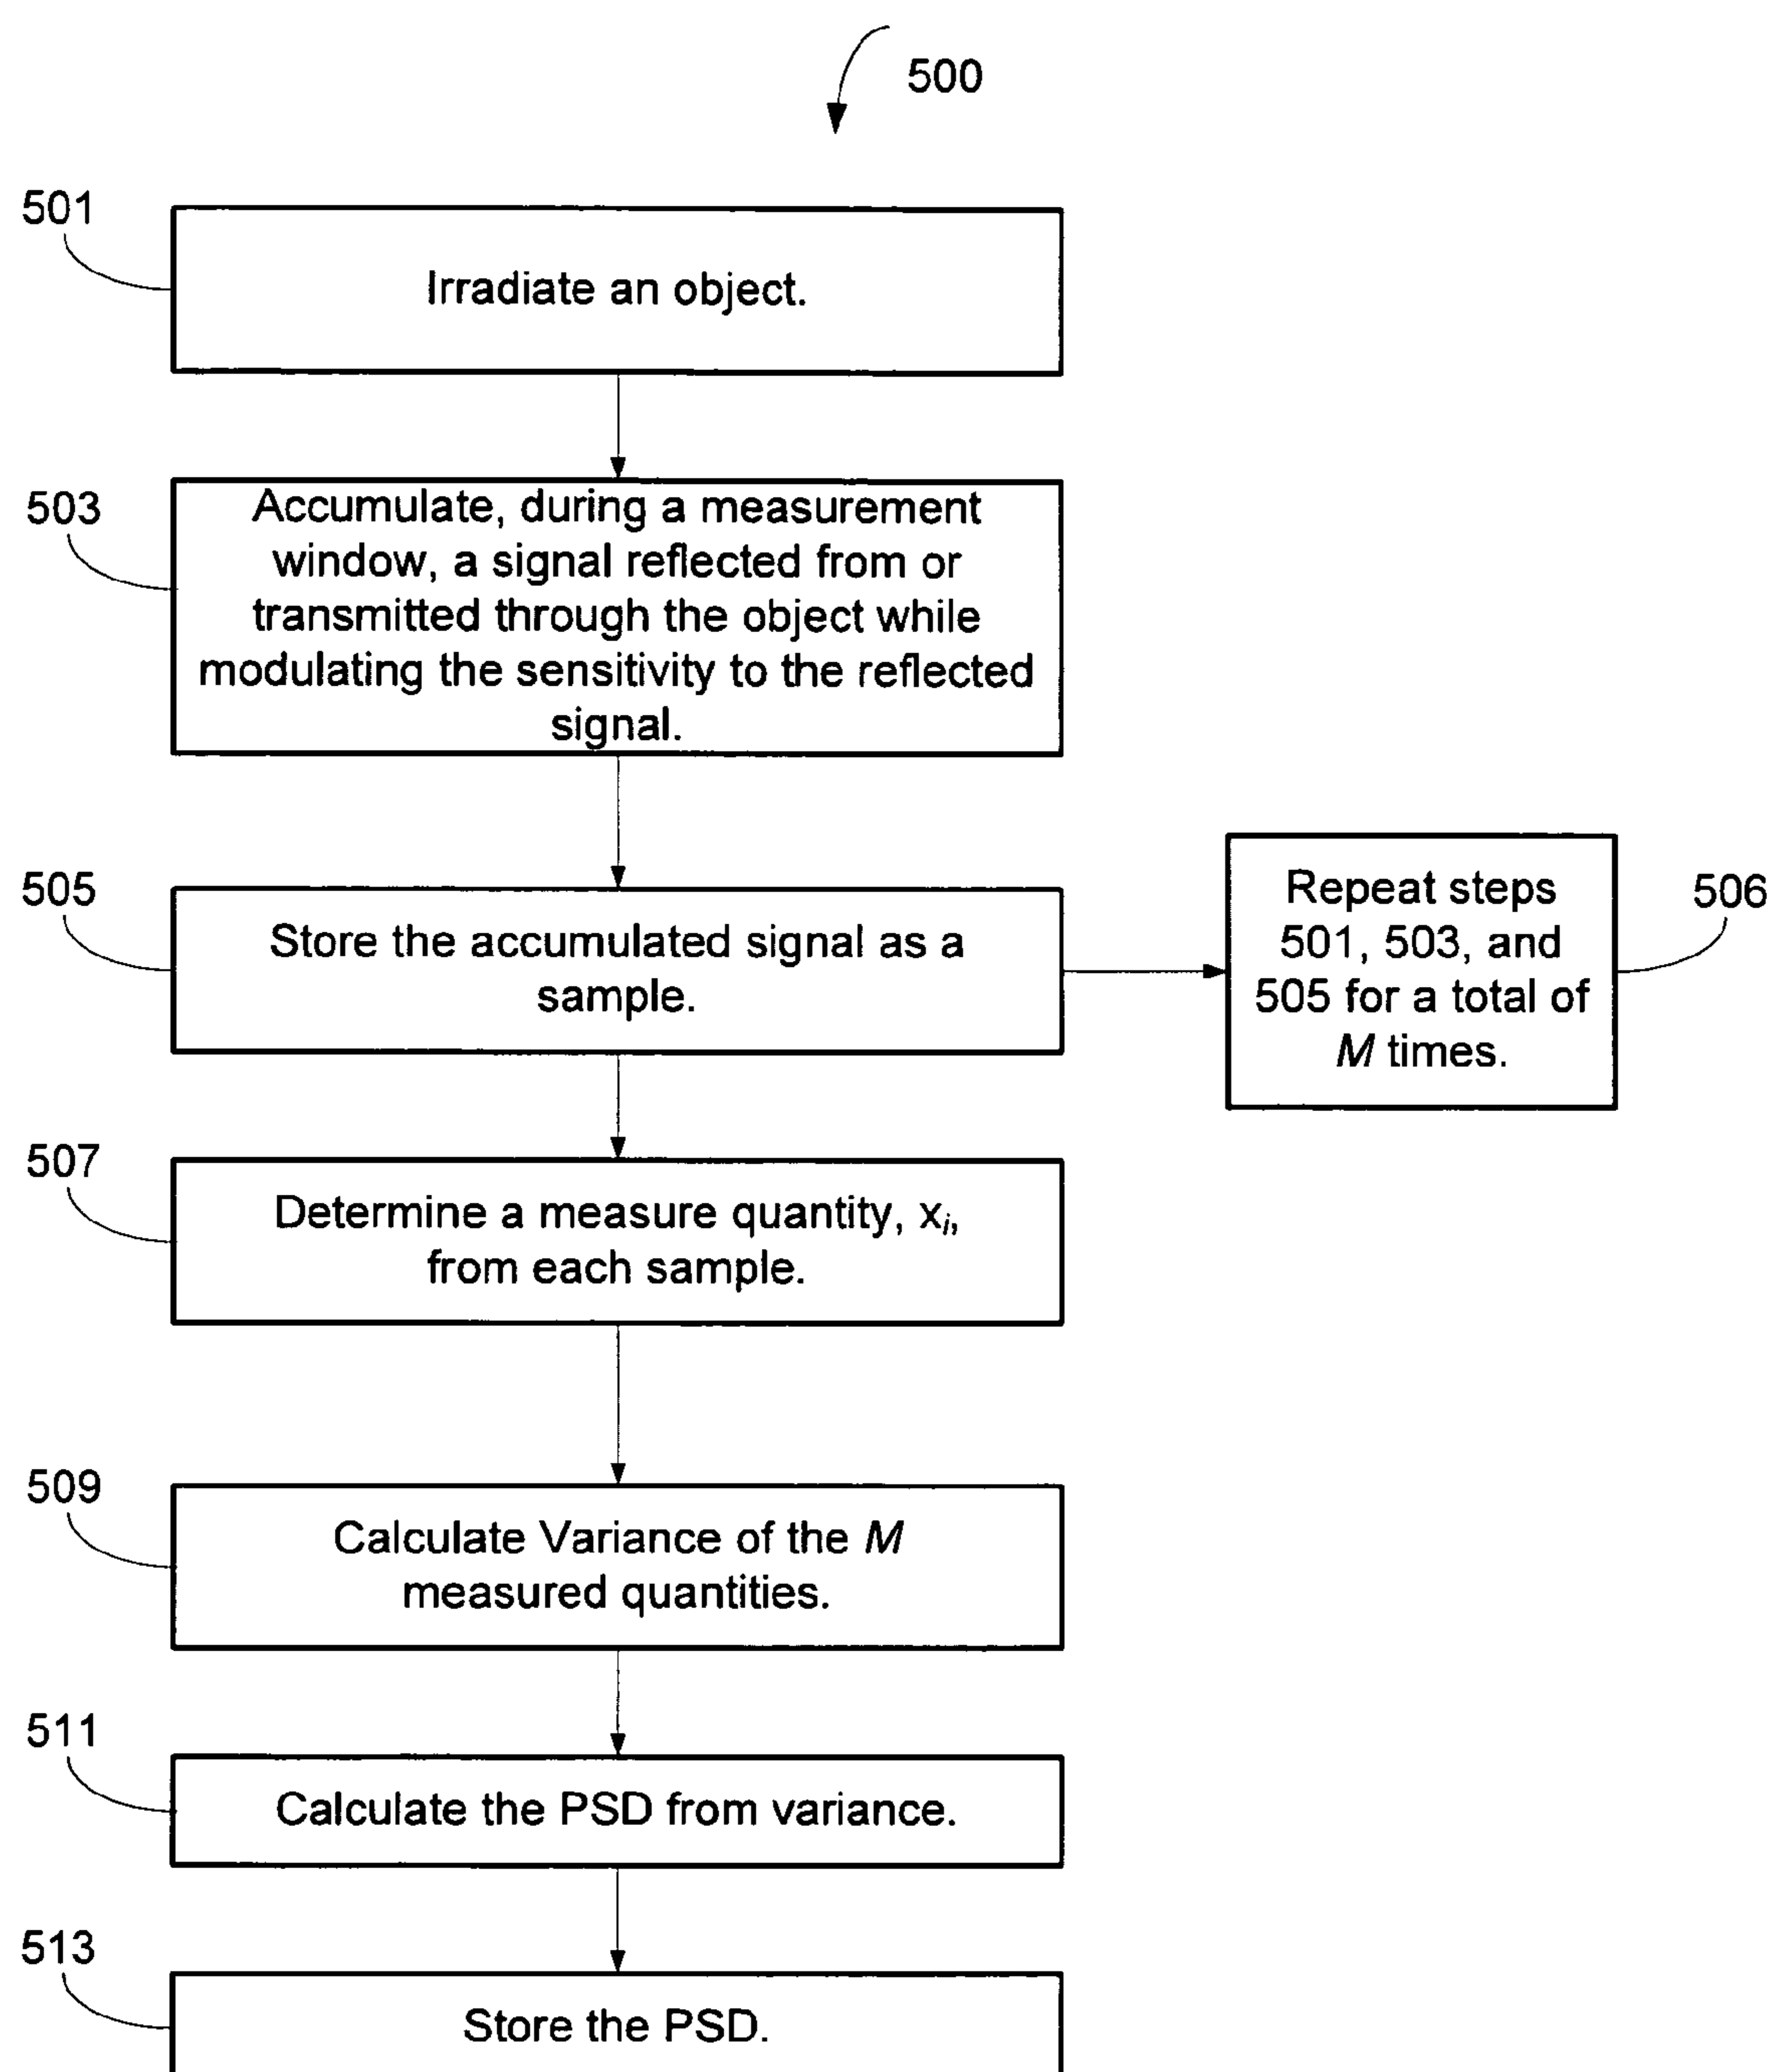 500
501
Irradiate an object.
503
Accumulate, during a measurement
window, a signal reflected from or
transmitted through the object while
modulating the sensitivity to the reflected
signal.
505
Store the accumulated signal as a
sample.
Repeat steps
501, 503, and
505 for a total of
M times.
506
507
Determine a measure quantity, xi,
from each sample.
509
Calculate Variance of the M
measured quantities.
511
Calculate the PSD from variance.
513
Store the PSD.